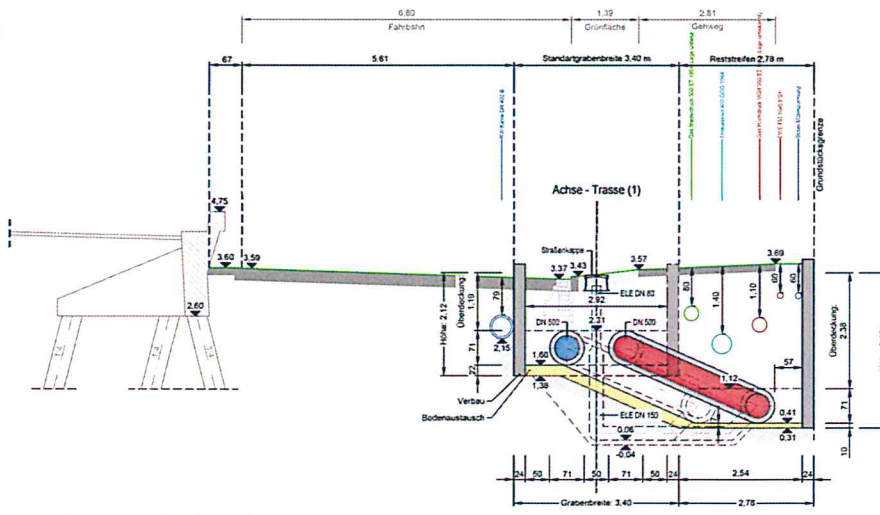 6,80
1,39
2,81
Fahrbahn
Grünfläche
Gehweg
67
5,61
Standartgrabenbreite 3,40 m
Reststreifen 2,78 m
Grundstücksgrenze
Achse - Trasse (1)
4,75
Straßenkappe
3,60
3,59
3,37
3,43
3,57
3,69
ELE DN 80
2,92
2,31
DN 500
DN 500
Höhe: 2,12
Überdeckung:
1,19
79
2,15
71
22
80
1,40
1,10
60
60
Überdeckung:
2,38
2,60
1,60
1,38
57
1,12
71
Verbau
Bodenaustausch
ELE DN 150
0,41
0,31
0,06
-0,04
10
24
50
71
50
71
50
24
2,54
24
Grabenbreite: 3,40
2,78